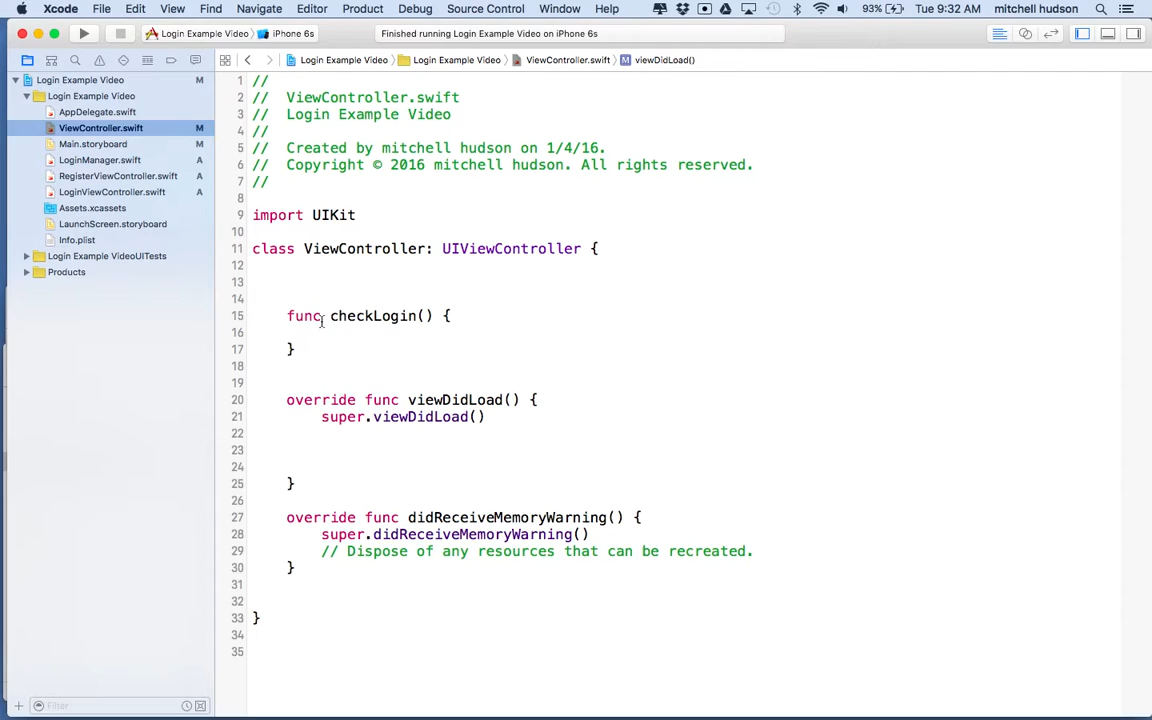 Xcode File Edit View Find Navigate Editor Product Debug Source Control Window Help 93% Tue 9:32 AM mitchell hudson
Login Example Video iPhone 6s Finished running Login Example Video on iPhone 6s
Login Example Video Login Example Video ViewController.swift M viewDidLoad()
Login Example Video M
Login Example Video
AppDelegate.swift
ViewController.swift M
Main.storyboard M
LoginManager.swift A
RegisterViewController.swift A
LoginViewController.swift A
Assets.xcassets
LaunchScreen.storyboard
Info.plist
Login Example VideoUITests
Products
Filter
1 //
2 // ViewController.swift
3 // Login Example Video
4 //
5 // Created by mitchell hudson on 1/4/16.
6 // Copyright © 2016 mitchell hudson. All rights reserved.
7 //
8
9 import UIKit
10
11 class ViewController: UIViewController {
12
13
14
15 func checkLogin() {
16
17 }
18
19
20 override func viewDidLoad() {
21 super.viewDidLoad()
22
23
24
25 }
26
27 override func didReceiveMemoryWarning() {
28 super.didReceiveMemoryWarning()
29 // Dispose of any resources that can be recreated.
30 }
31
32
33 }
34
35